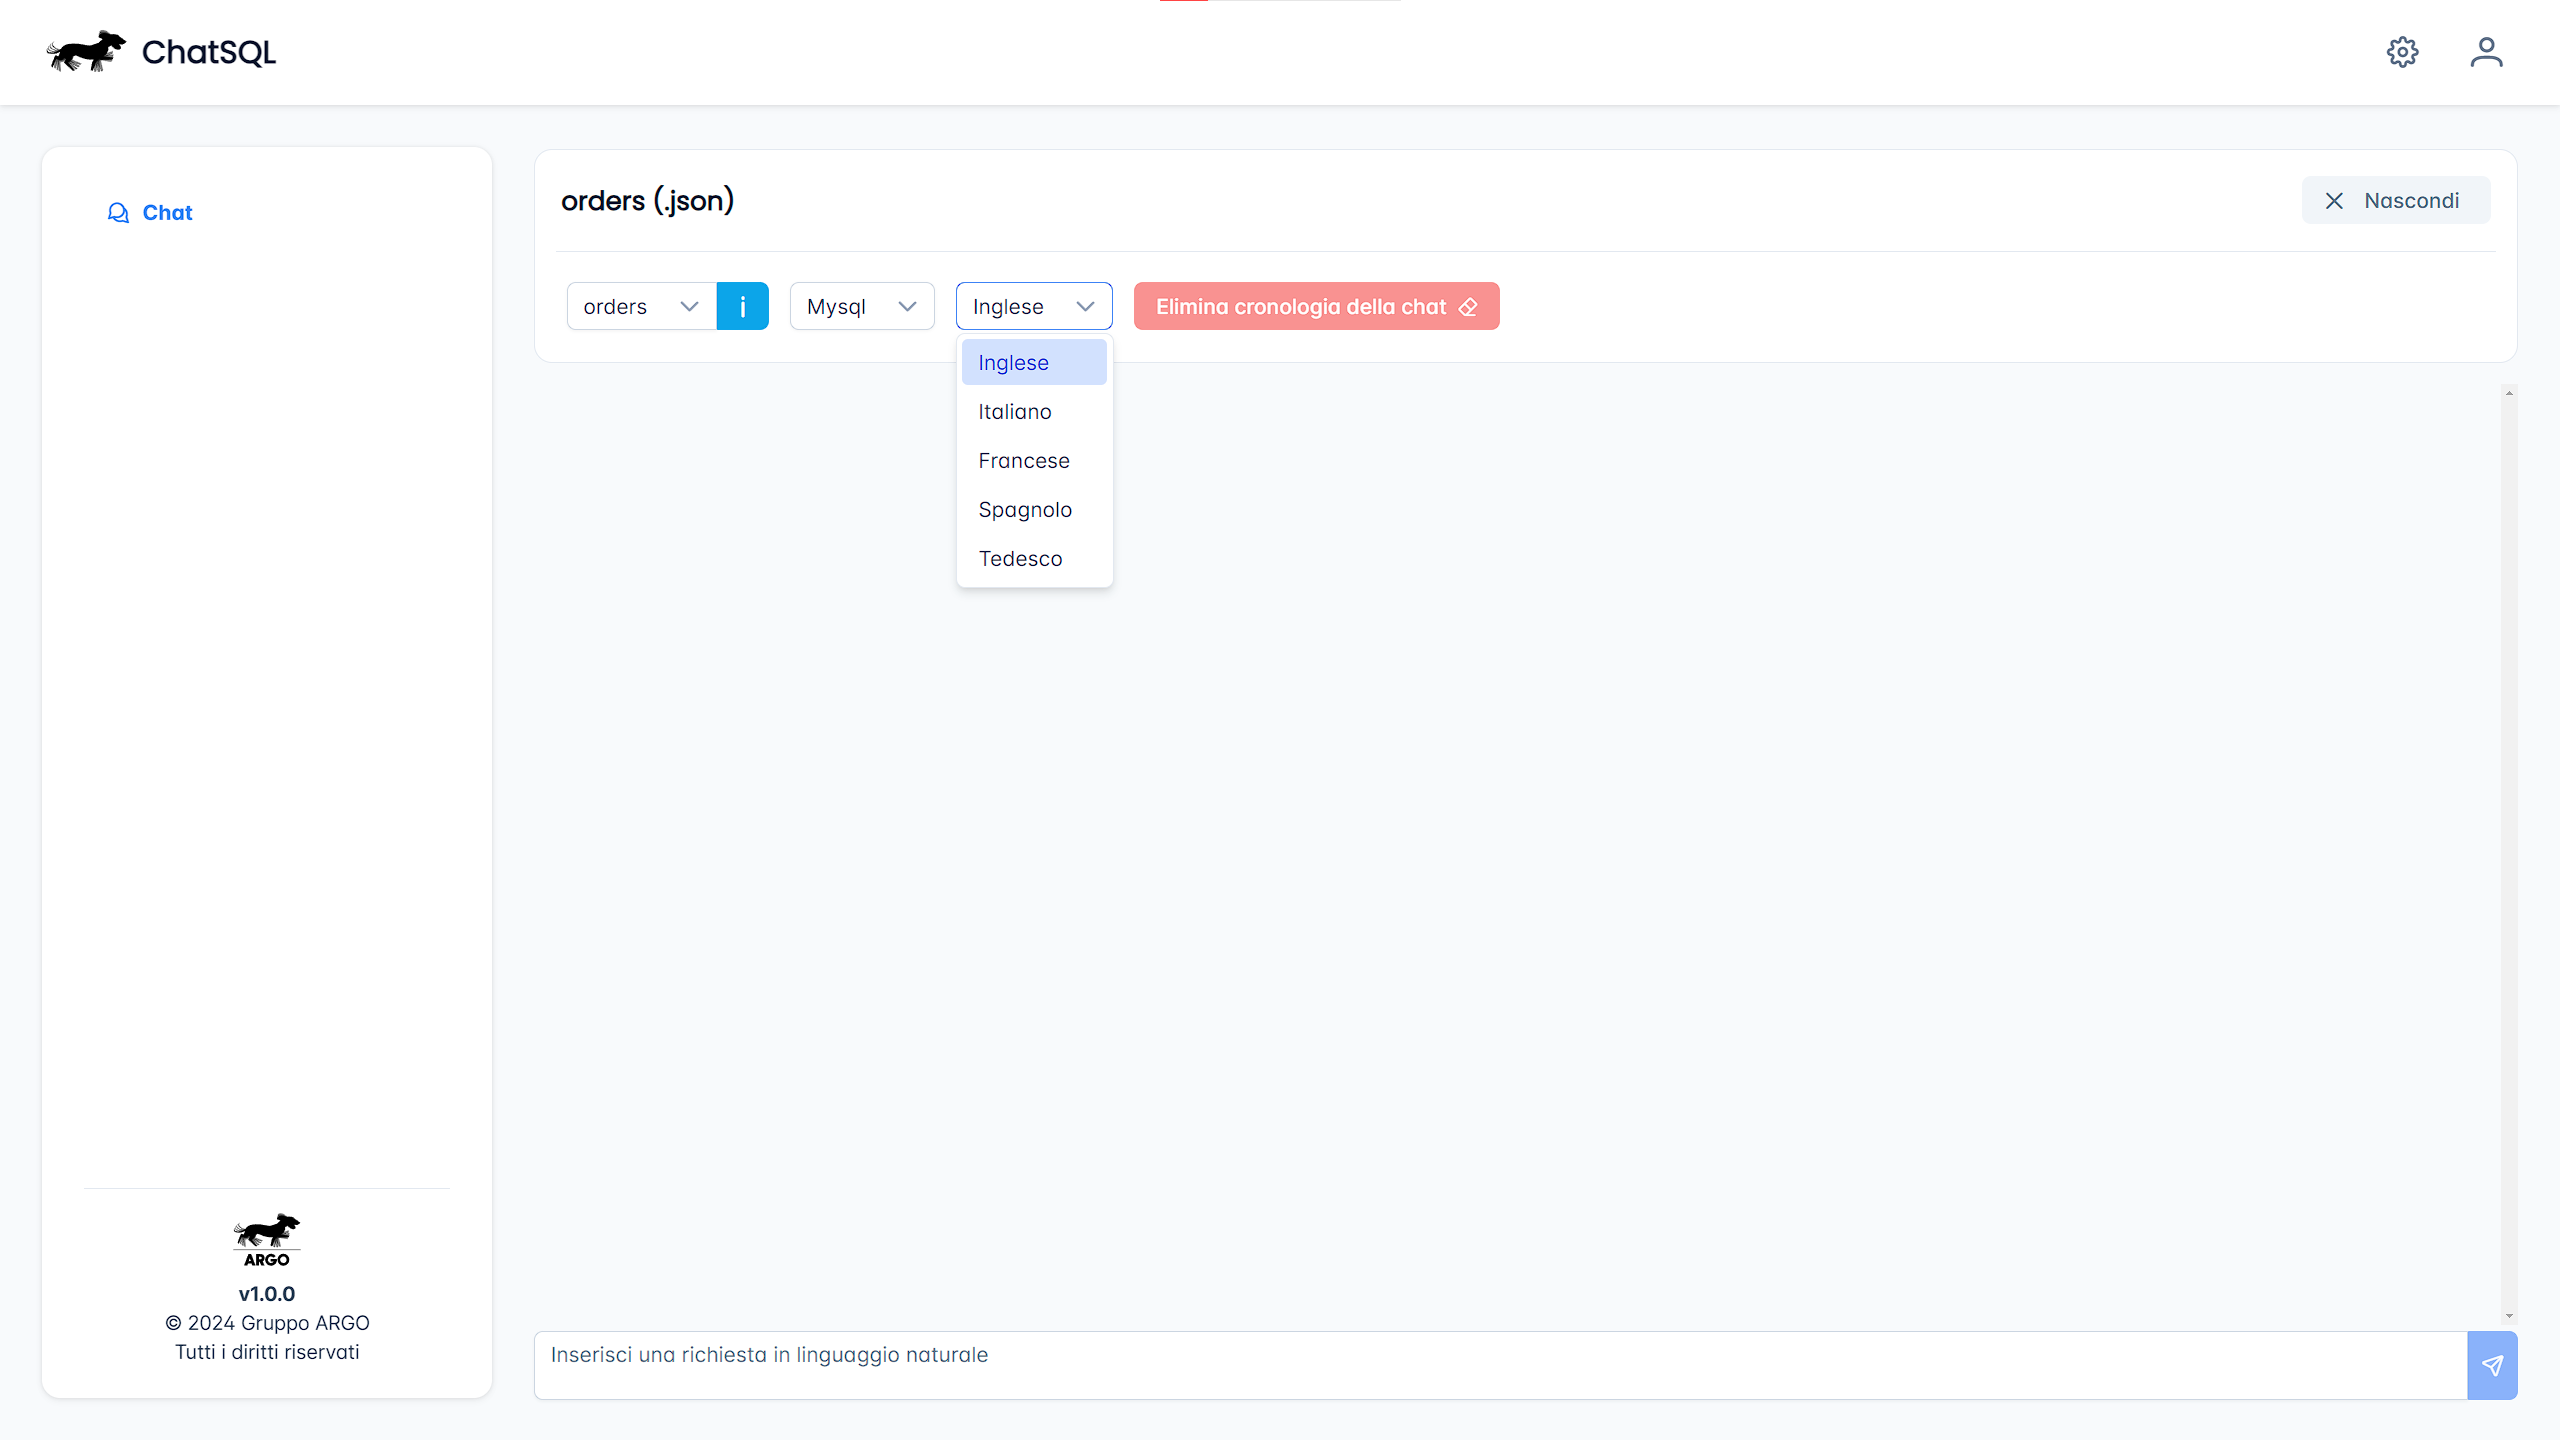 ChatSQL
Chat
orders (.json)
Nascondi
orders
i
Mysql
Inglese
Elimina cronologia della chat
Inglese
Italiano
Francese
Spagnolo
Tedesco
ARGO
v1.0.0
© 2024 Gruppo ARGO
Tutti i diritti riservati
Inserisci una richiesta in linguaggio naturale